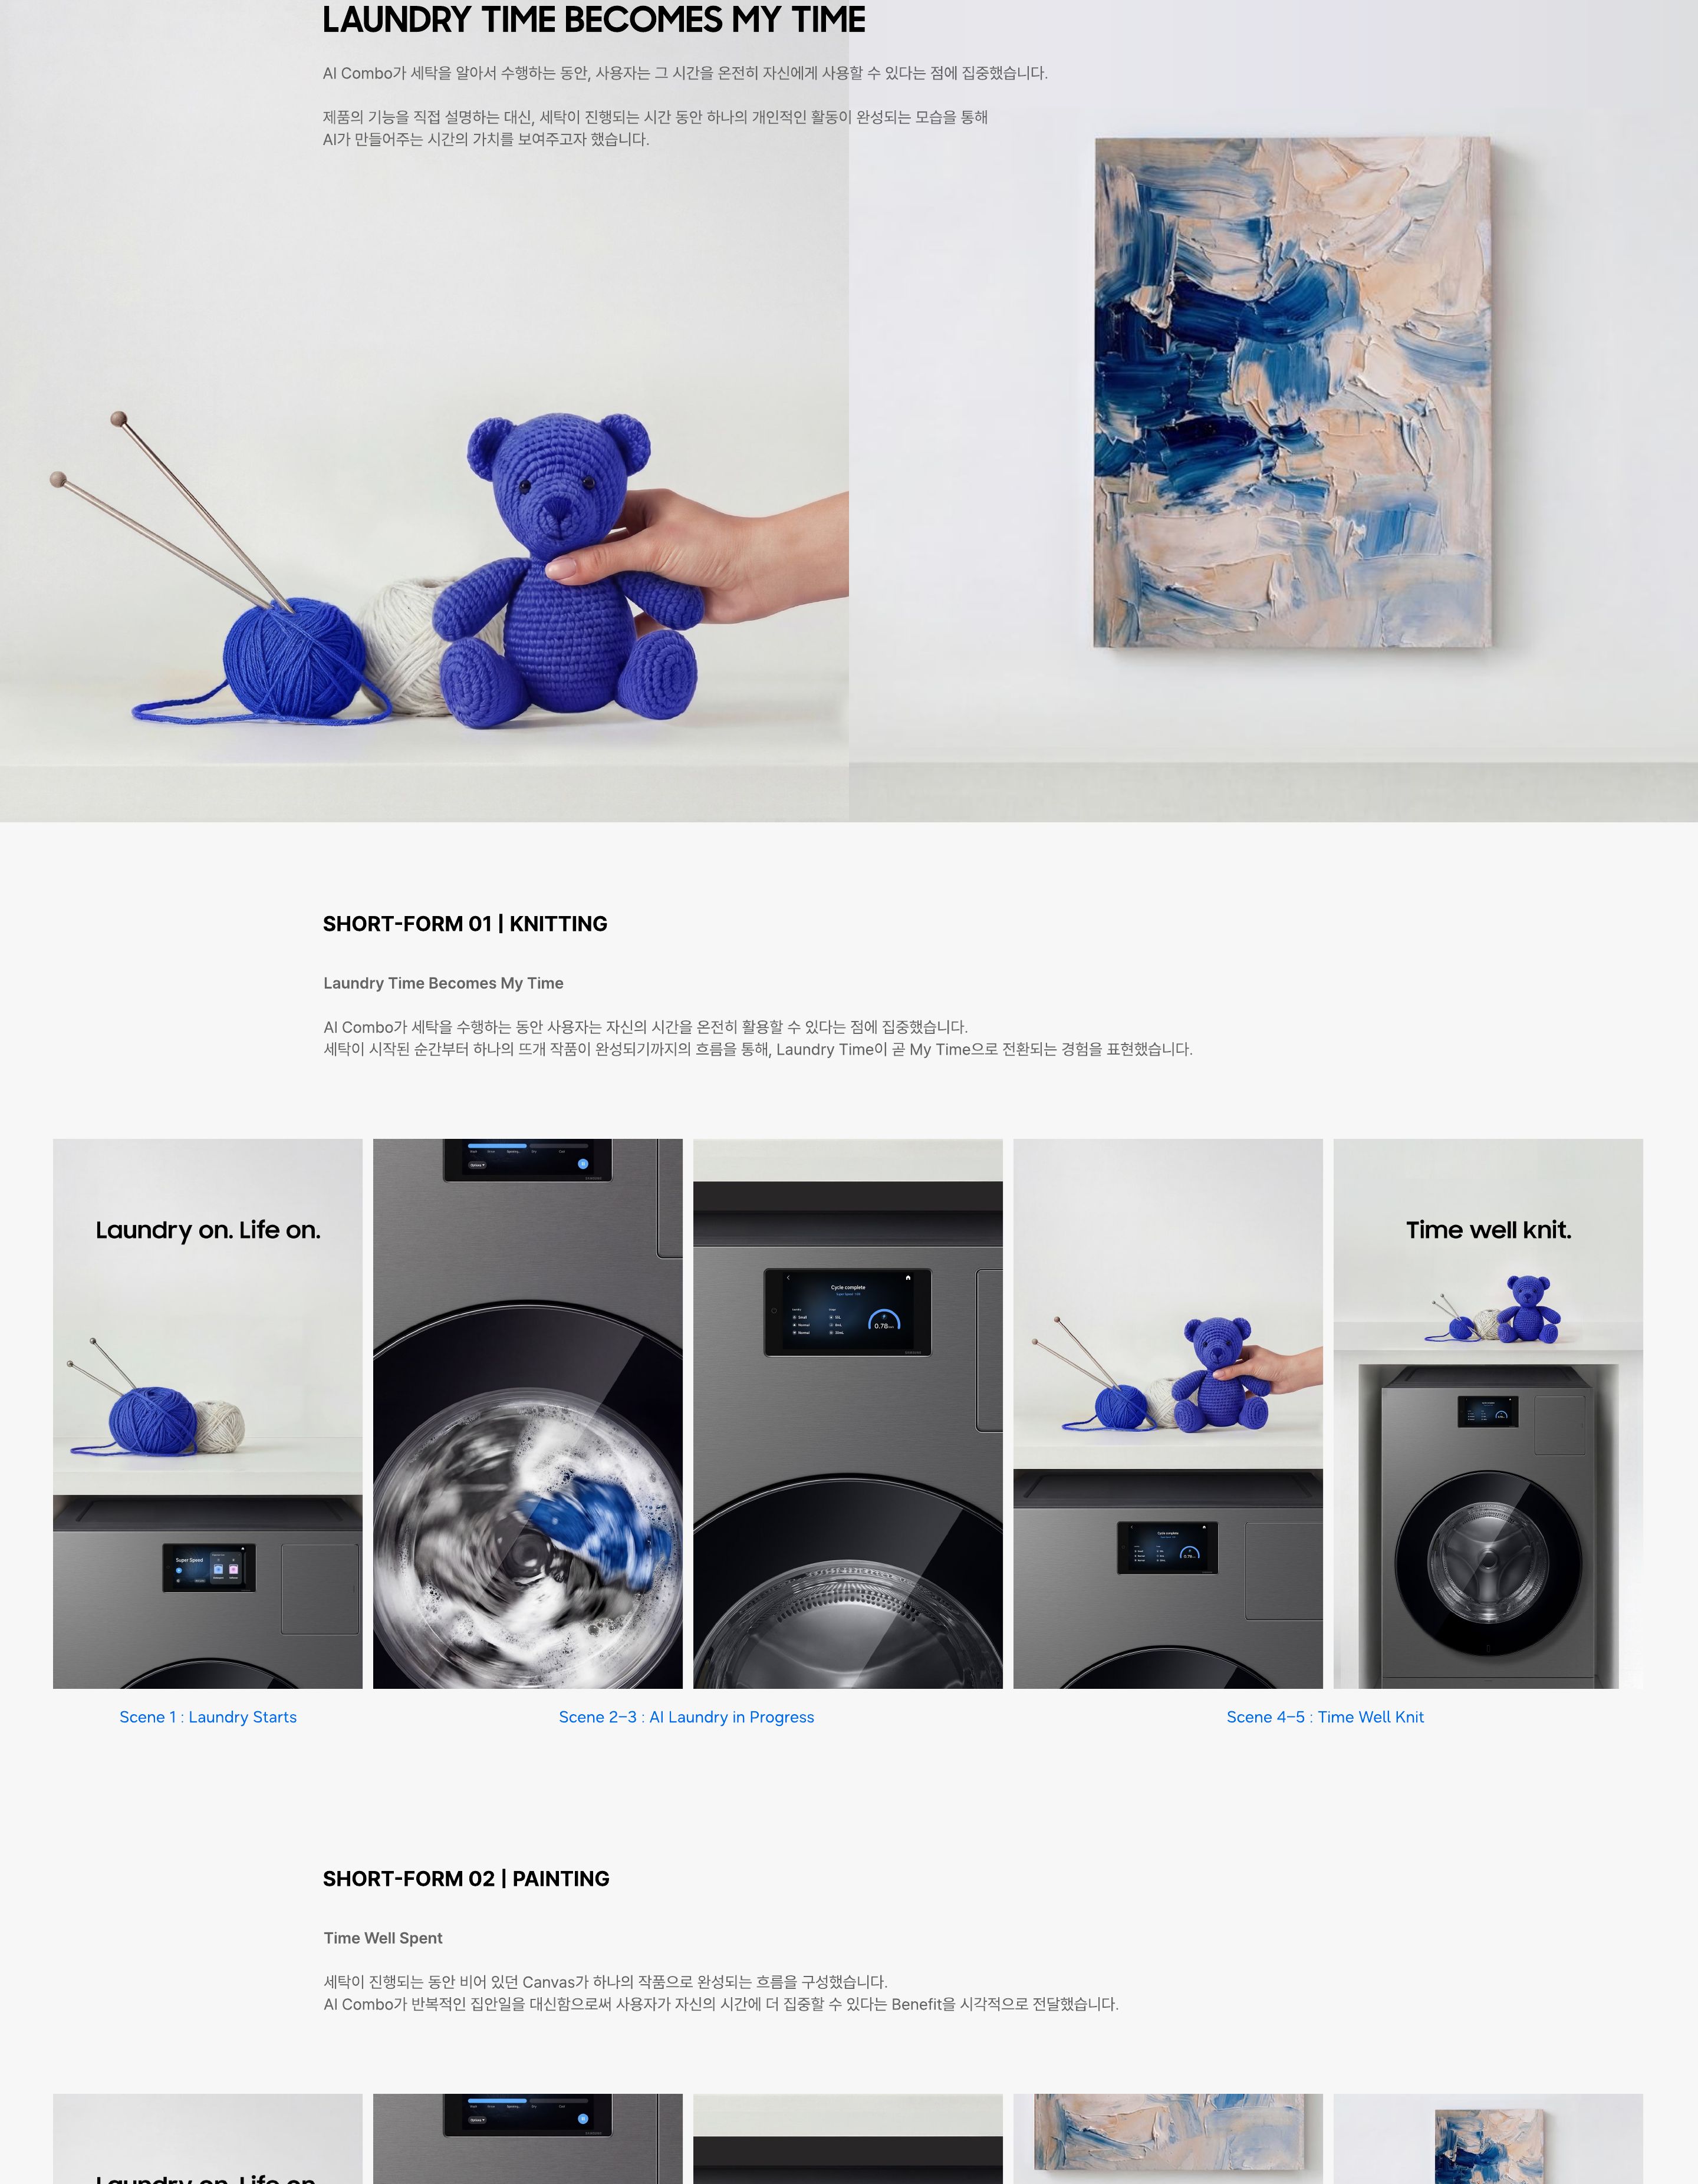 LAUNDRY TIME BECOMES MY TIME
AI Combo가 세탁을 알아서 수행하는 동안, 사용자는 그 시간을 온전히 자신에게 사용할 수 있다는 점에 집중했습니다.
제품의 기능을 직접 설명하는 대신, 세탁이 진행되는 시간 동안 하나의 개인적인 활동이 완성되는 모습을 통해
AI가 만들어주는 시간의 가치를 보여주고자 했습니다.
SHORT-FORM 01 | KNITTING
Laundry Time Becomes My Time
AI Combo가 세탁을 수행하는 동안 사용자는 자신의 시간을 온전히 활용할 수 있다는 점에 집중했습니다.
세탁이 시작된 순간부터 하나의 뜨개 작품이 완성되기까지의 흐름을 통해, Laundry Time이 곧 My Time으로 전환되는 경험을 표현했습니다.
Laundry on. Life on.
Super Speed
Options
SAMSUNG
Cycle complete
Small
Normal
Normal
0.78
SAMSUNG
Cycle complete
Time well knit.
Scene 1 : Laundry Starts
Scene 2–3 : AI Laundry in Progress
Scene 4–5 : Time Well Knit
SHORT-FORM 02 | PAINTING
Time Well Spent
세탁이 진행되는 동안 비어 있던 Canvas가 하나의 작품으로 완성되는 흐름을 구성했습니다.
AI Combo가 반복적인 집안일을 대신함으로써 사용자가 자신의 시간에 더 집중할 수 있다는 Benefit을 시각적으로 전달했습니다.
Laundry on. Life on.
Options
SAMSUNG